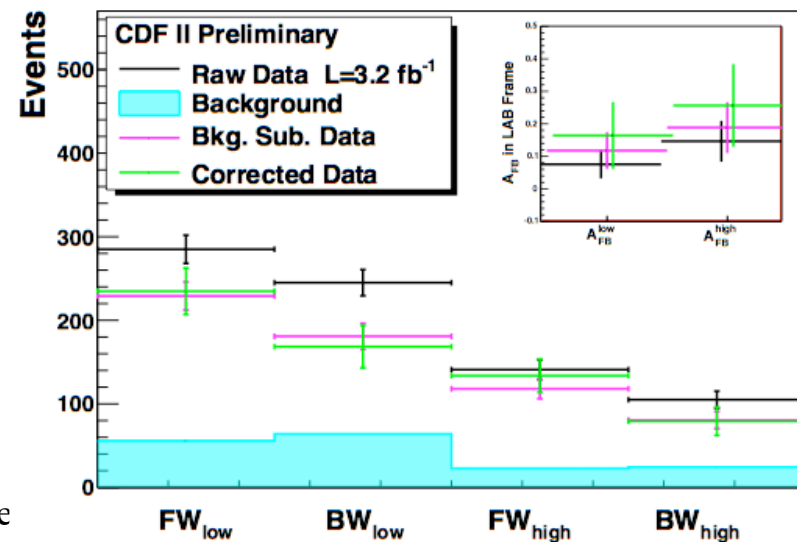 Events
500
400
300
200
100
0
CDF II Preliminary
Raw Data L=3.2 fb⁻¹
Background
Bkg. Sub. Data
Corrected Data
A_FB in LAB Frame
0.5
0.4
0.3
0.2
0.1
0
-0.1
A_FB^low
A_FB^high
FW_low
BW_low
FW_high
BW_high
e